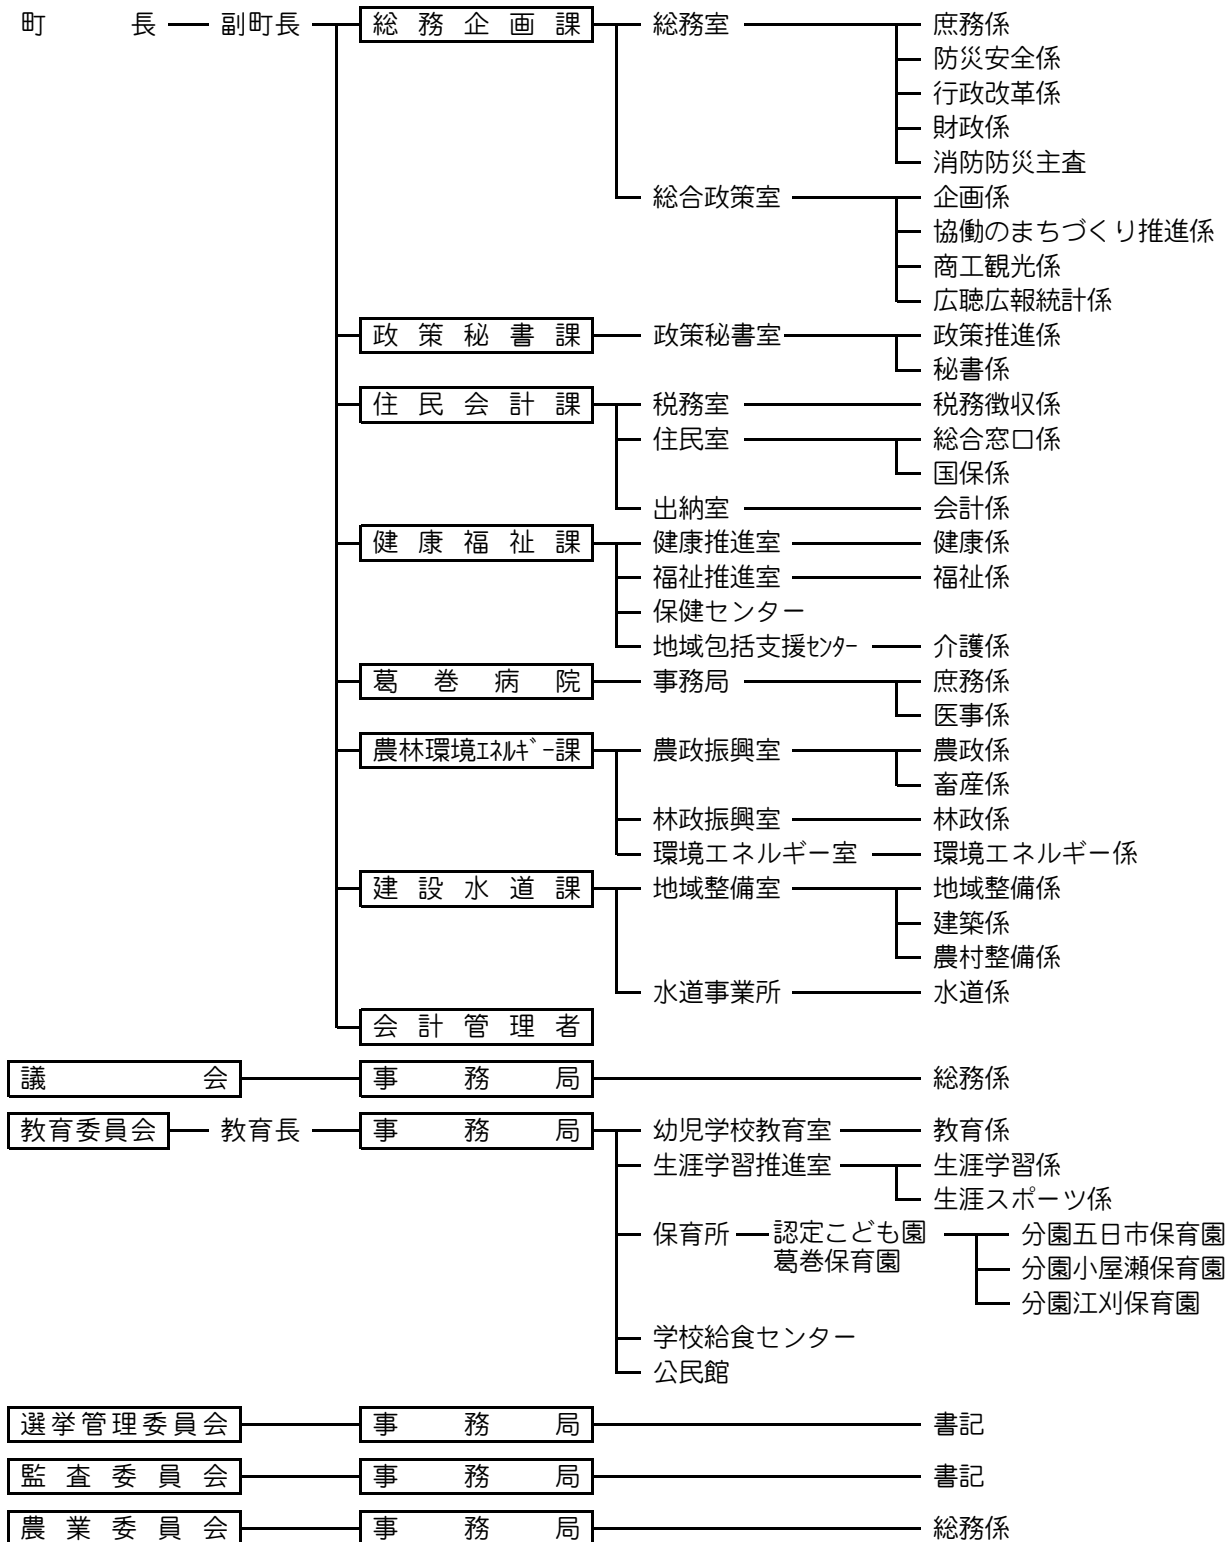 町長 副町長 総務企画課 総務室 庶務係
防災安全係
行政改革係
財政係
消防防災主査
総合政策室 企画係
協働のまちづくり推進係
商工観光係
広聴広報統計係
政策秘書課 政策秘書室 政策推進係
秘書係
住民会計課 税務室 税務徴収係
住民室 総合窓口係
国保係
出納室 会計係
健康福祉課 健康推進室 健康係
福祉推進室 福祉係
保健センター
地域包括支援ｾﾝﾀｰ 介護係
葛巻病院 事務局 庶務係
医事係
農林環境ｴﾈﾙｷﾞｰ課 農政振興室 農政係
畜産係
林政振興室 林政係
環境エネルギー室 環境エネルギー係
建設水道課 地域整備室 地域整備係
建築係
農村整備係
水道事業所 水道係
会計管理者
議会 事務局 総務係
教育委員会 教育長 事務局 幼児学校教育室 教育係
生涯学習推進室 生涯学習係
生涯スポーツ係
保育所 認定こども園 分園五日市保育園
葛巻保育園 分園小屋瀬保育園
分園江刈保育園
学校給食センター
公民館
選挙管理委員会 事務局 書記
監査委員会 事務局 書記
農業委員会 事務局 総務係